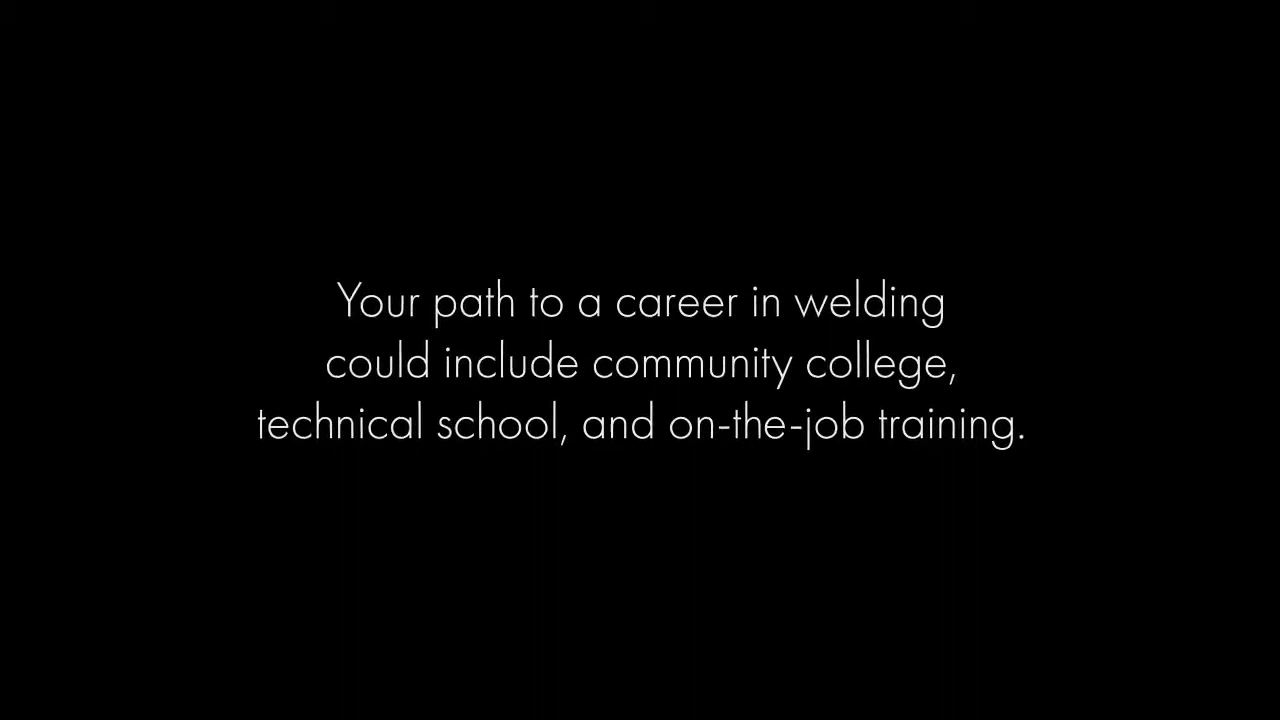 Your path to a career in welding
could include community college,
technical school, and on-the-job training.